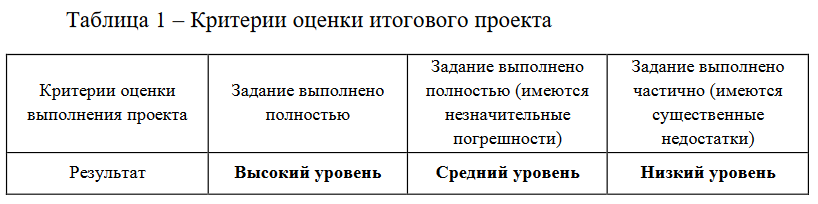 Таблица 1 – Критерии оценки итогового проекта
Критерии оценки
выполнения проекта
Задание выполнено
полностью
Задание выполнено
полностью (имеются
незначительные
погрешности)
Задание выполнено
частично (имеются
существенные
недостатки)
Результат
Высокий уровень
Средний уровень
Низкий уровень